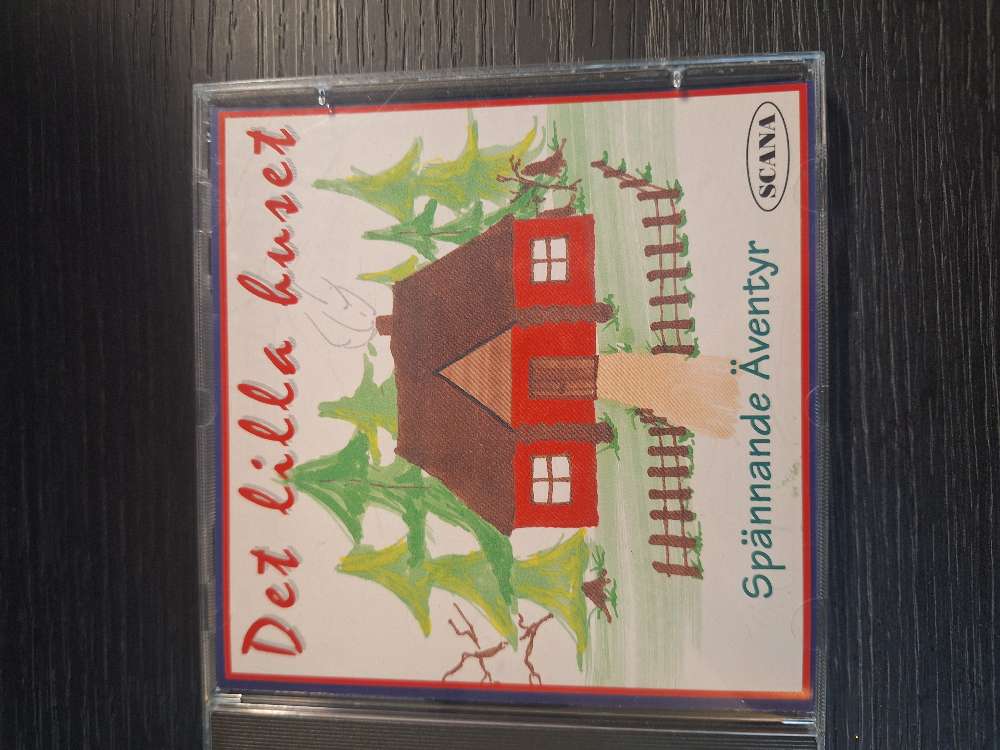 Det lilla huset
Spännande Äventyr
SCANA